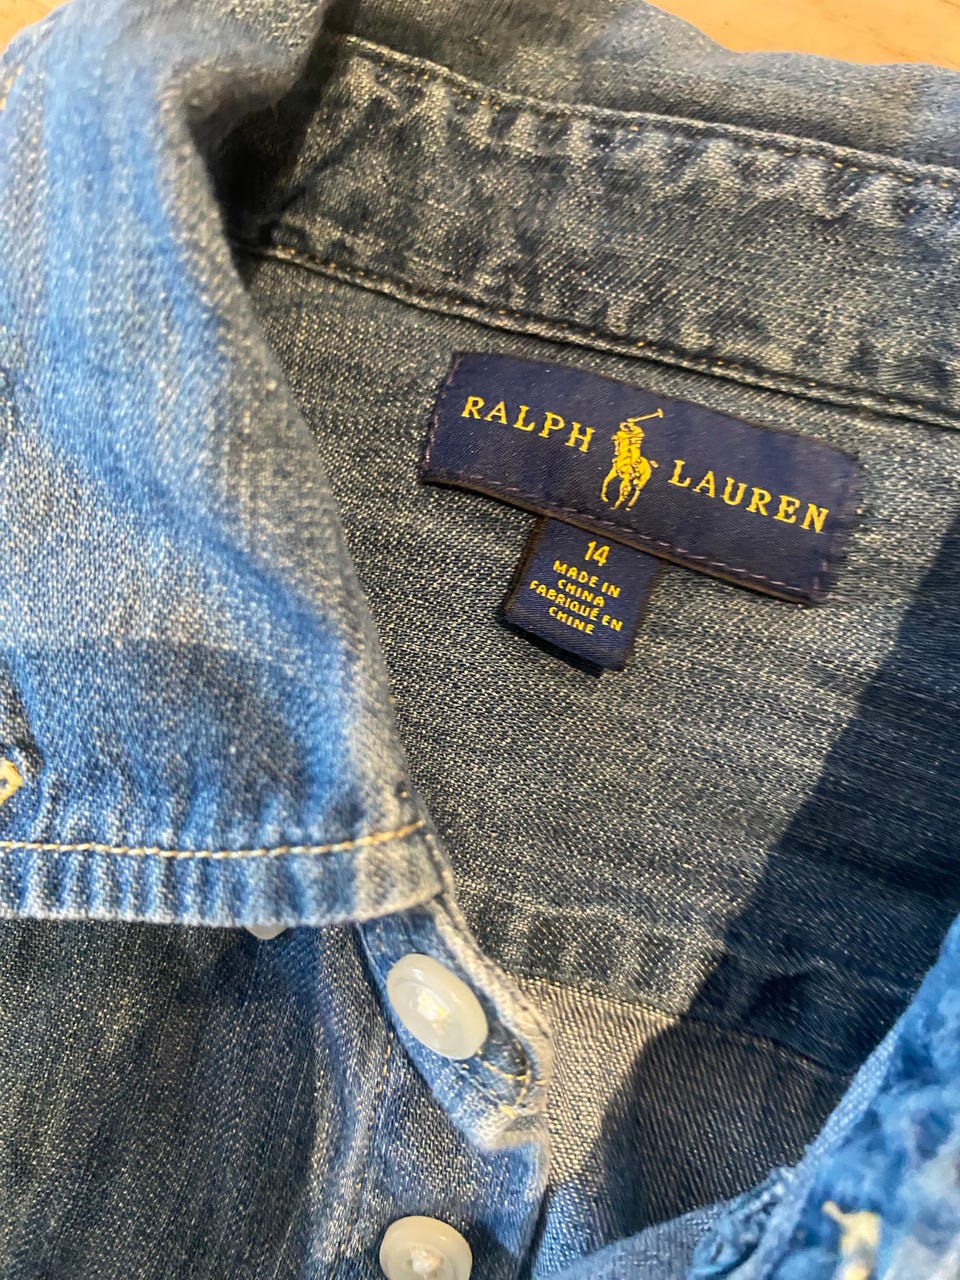 RALPH LAUREN
14
MADE IN
CHINA
FABRIQUÉ EN
CHINE